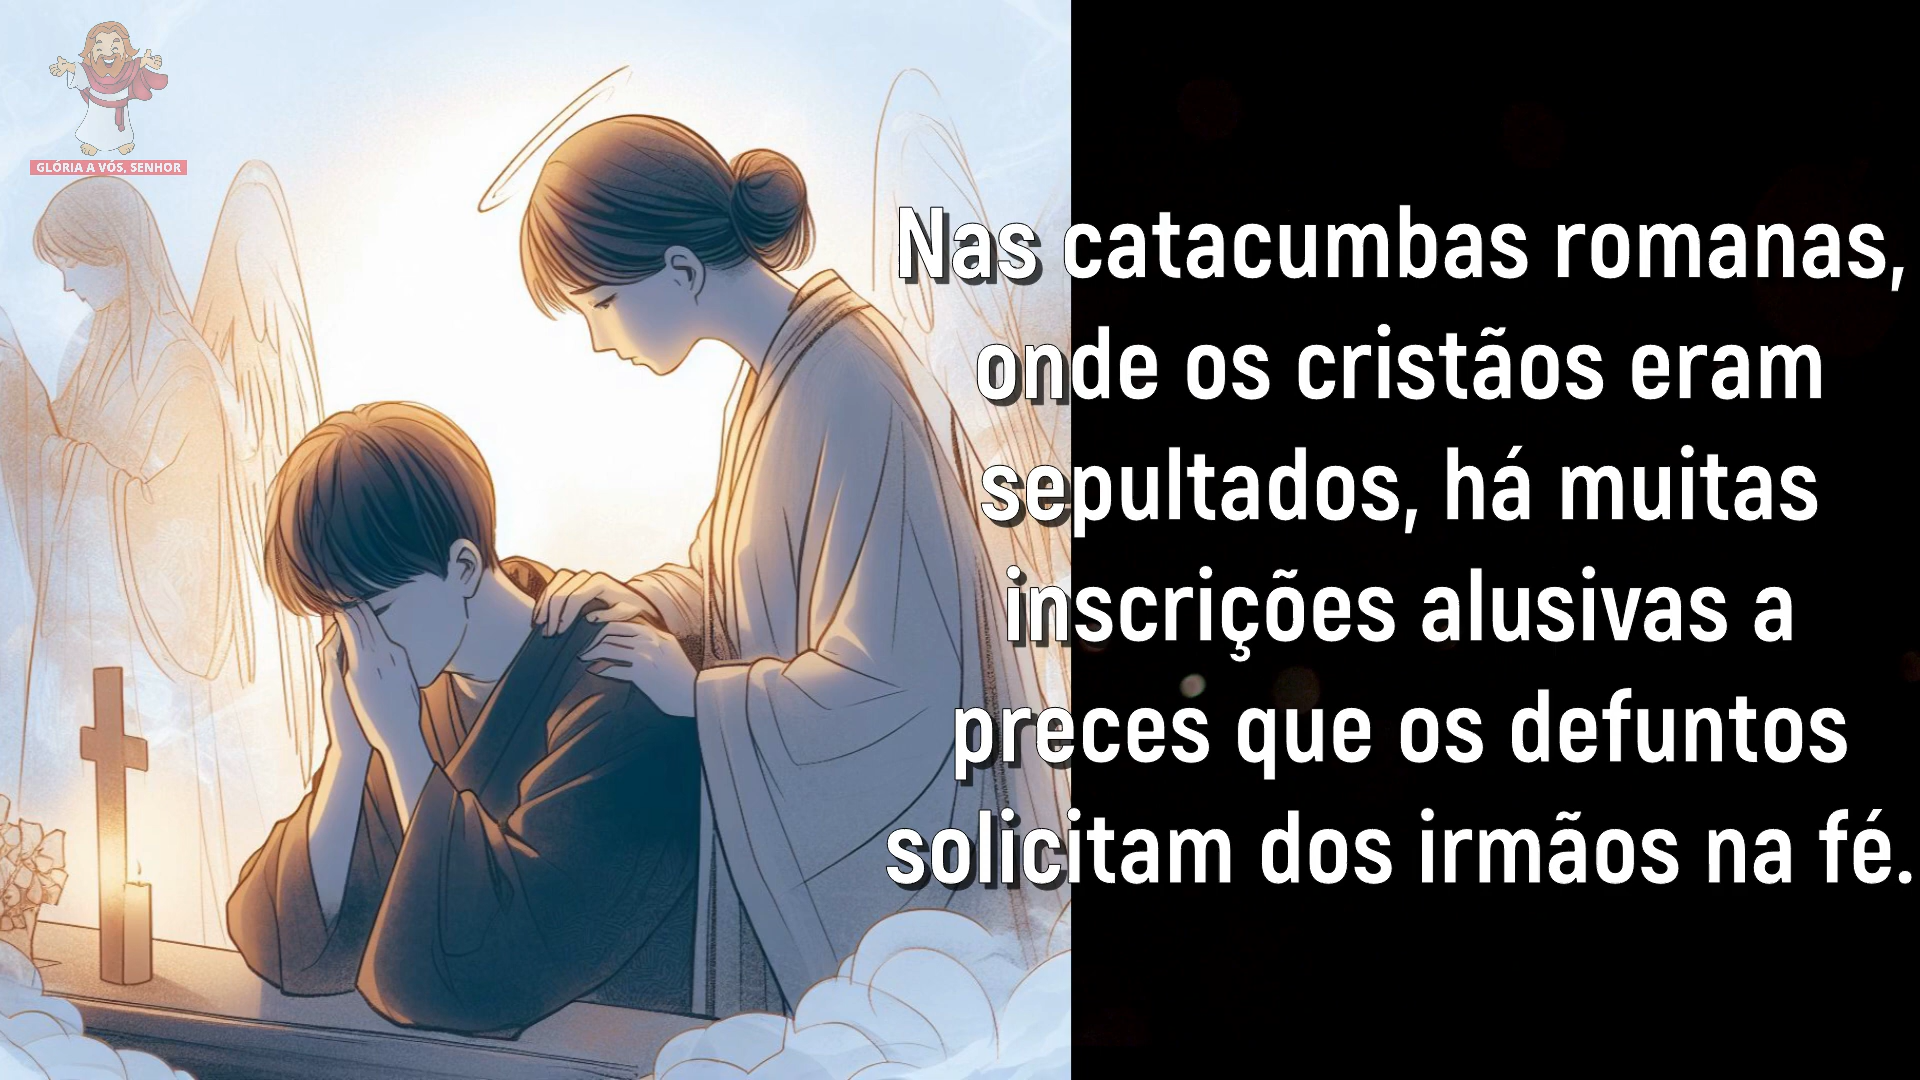 GLÓRIA A VÓS, SENHOR
Nas catacumbas romanas,
onde os cristãos eram
sepultados, há muitas
inscrições alusivas a
preces que os defuntos
solicitam dos irmãos na fé.